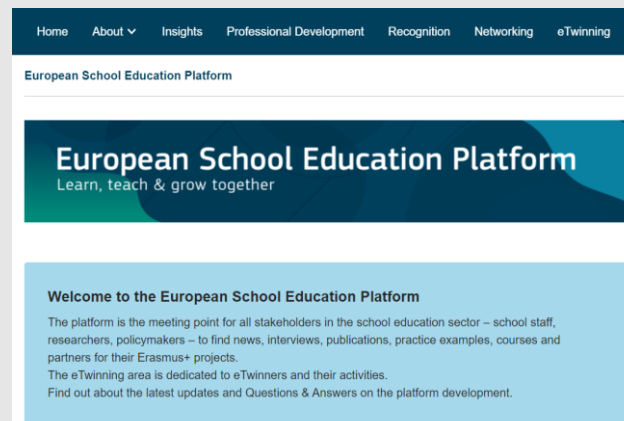 Home About Insights Professional Development Recognition Networking eTwinning
European School Education Platform
European School Education Platform
Learn, teach & grow together
Welcome to the European School Education Platform
The platform is the meeting point for all stakeholders in the school education sector – school staff,
researchers, policymakers – to find news, interviews, publications, practice examples, courses and
partners for their Erasmus+ projects.
The eTwinning area is dedicated to eTwinners and their activities.
Find out about the latest updates and Questions & Answers on the platform development.